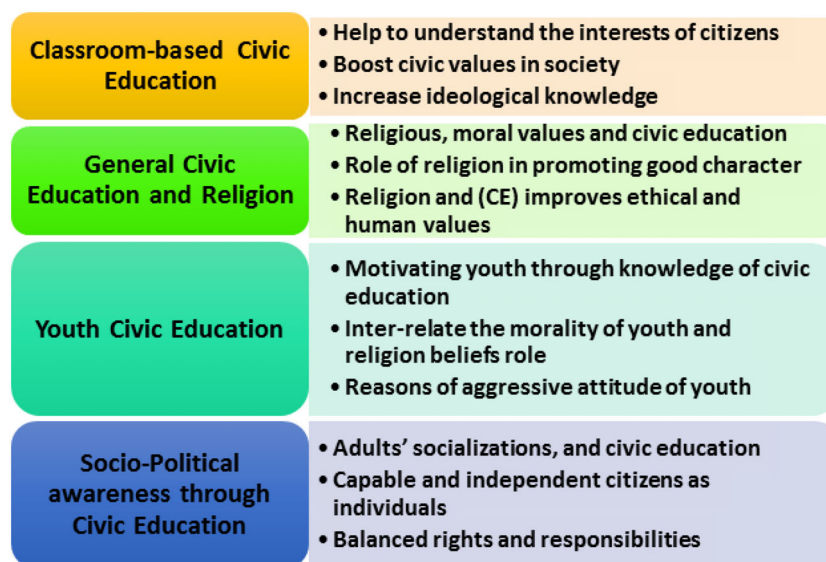 Classroom-based Civic
Education
• Help to understand the interests of citizens
• Boost civic values in society
• Increase ideological knowledge
General Civic
Education and Religion
• Religious, moral values and civic education
• Role of religion in promoting good character
• Religion and (CE) improves ethical and
human values
Youth Civic Education
• Motivating youth through knowledge of civic
education
• Inter-relate the morality of youth and
religion beliefs role
• Reasons of aggressive attitude of youth
Socio-Political
awareness through
Civic Education
• Adults’ socializations, and civic education
• Capable and independent citizens as
individuals
• Balanced rights and responsibilities